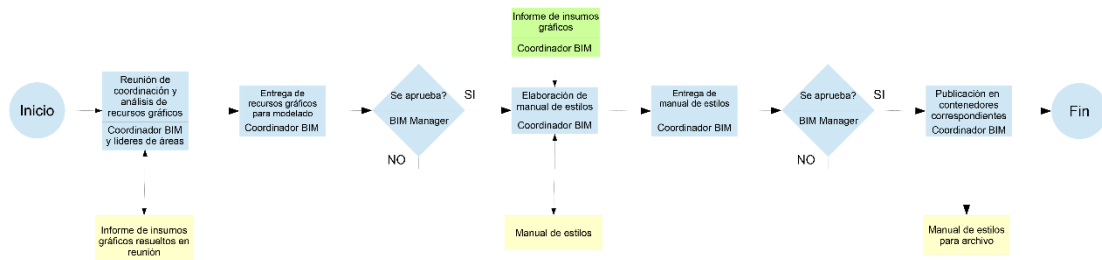 Inicio
Reunión de
coordinación y
análisis de
recursos gráficos
Coordinador BIM
y lideres de áreas
Informe de insumos
gráficos resueltos en
reunión
Entrega de
recursos gráficos
para modelado
Coordinador BIM
Se aprueba?
BIM Manager
SI
NO
Informe de insumos
gráficos
Coordinador BIM
Elaboración de
manual de estilos
Coordinador BIM
Manual de estilos
Entrega de
manual de estilos
Coordinador BIM
Se aprueba?
BIM Manager
SI
NO
Publicación en
contenedores
correspondientes
Coordinador BIM
Manual de estilos
para archivo
Fin